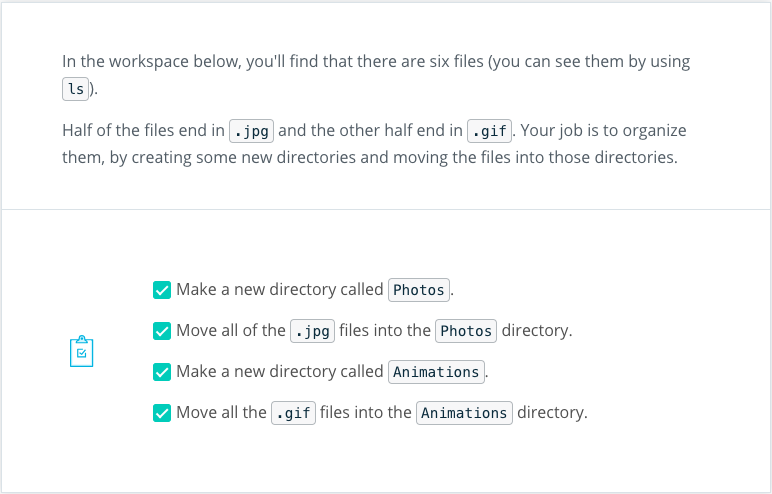 In the workspace below, you'll find that there are six files (you can see them by using
ls).
Half of the files end in .jpg and the other half end in .gif. Your job is to organize
them, by creating some new directories and moving the files into those directories.
Make a new directory called Photos.
Move all of the .jpg files into the Photos directory.
Make a new directory called Animations.
Move all the .gif files into the Animations directory.